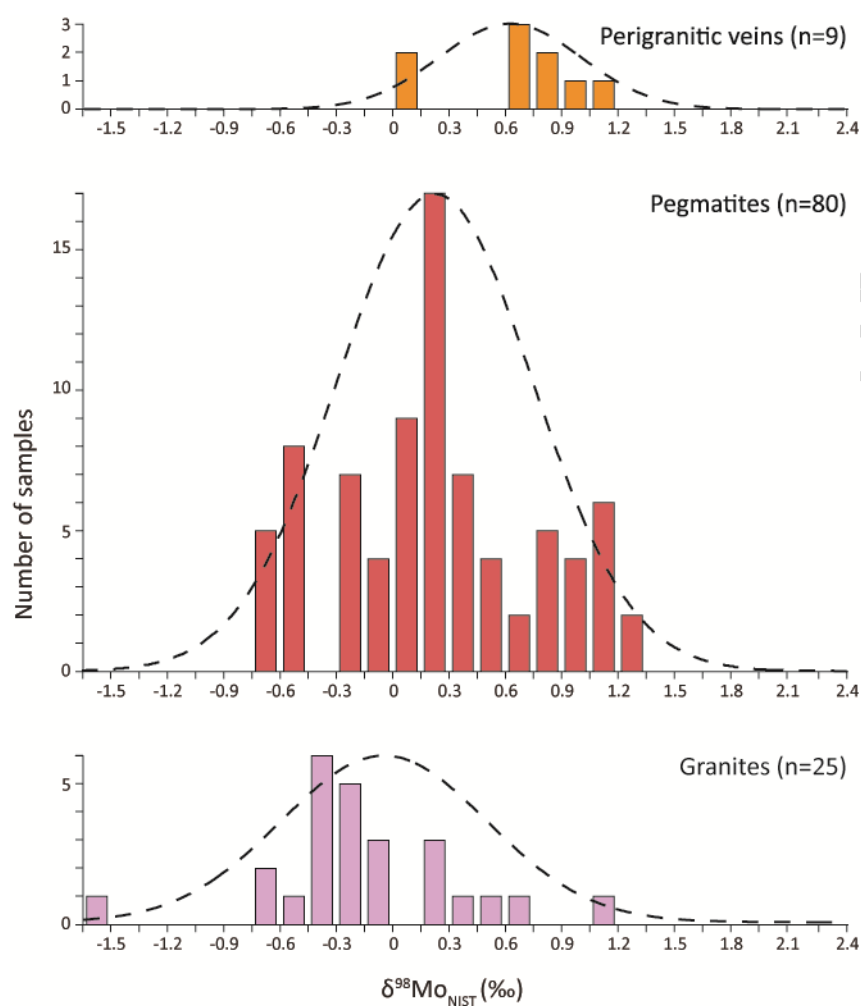 Perigranitic veins (n=9)
3
2
1
0
-1.5 -1.2 -0.9 -0.6 -0.3 0 0.3 0.6 0.9 1.2 1.5 1.8 2.1 2.4
Pegmatites (n=80)
15
10
5
0
Number of samples
-1.5 -1.2 -0.9 -0.6 -0.3 0 0.3 0.6 0.9 1.2 1.5 1.8 2.1 2.4
Granites (n=25)
5
0
-1.5 -1.2 -0.9 -0.6 -0.3 0 0.3 0.6 0.9 1.2 1.5 1.8 2.1 2.4
δ⁹⁸Mo_NIST (‰)